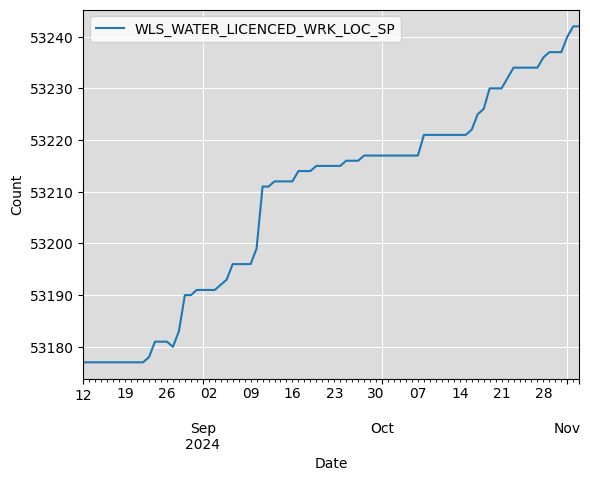 WLS_WATER_LICENCED_WRK_LOC_SP
53240
53230
53220
53210
53200
53190
53180
Count
12 19 26 02 09 16 23 30 07 14 21 28
Sep Oct Nov
2024
Date